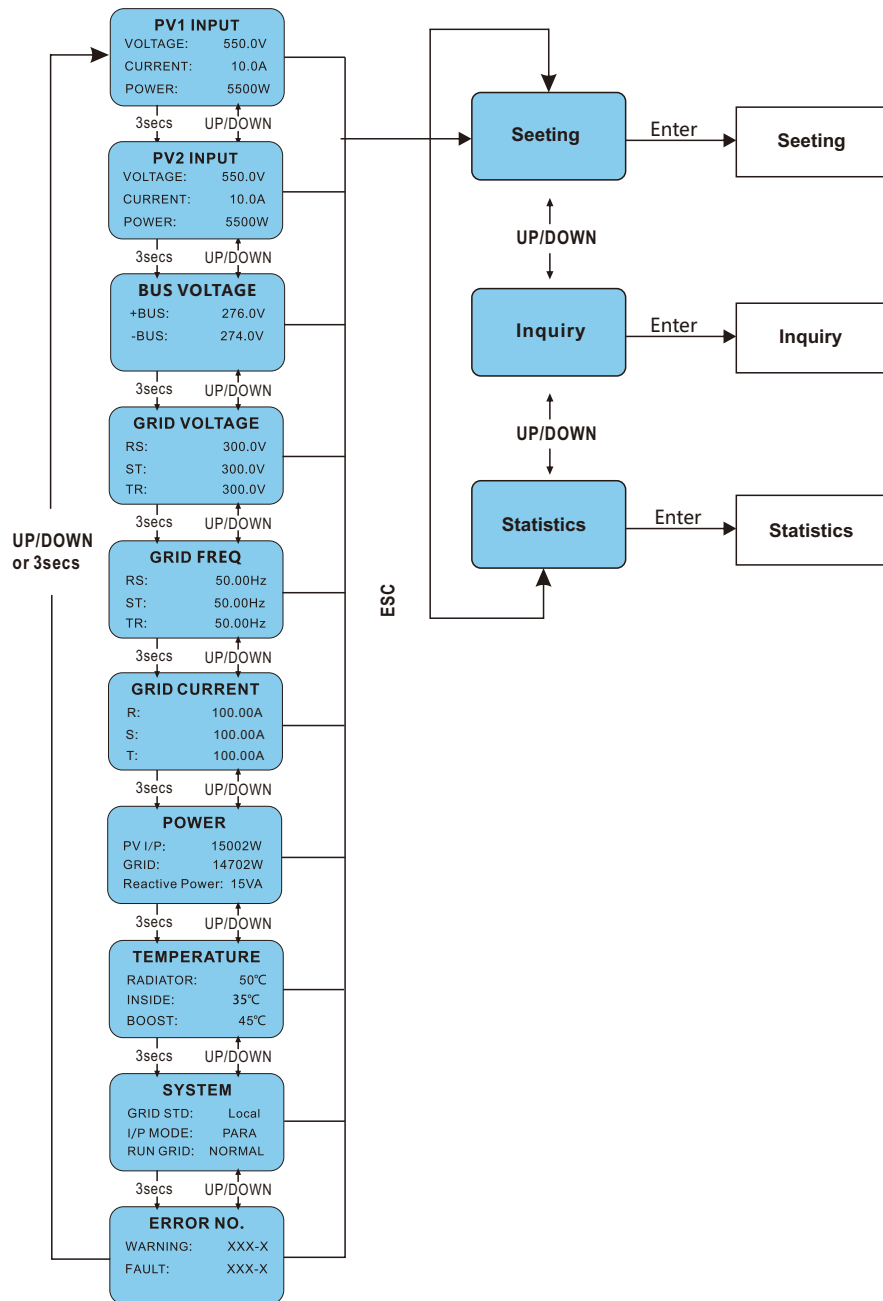 PV1 INPUT
VOLTAGE: 550.0V
CURRENT: 10.0A
POWER: 5500W
3secs UP/DOWN
PV2 INPUT
VOLTAGE: 550.0V
CURRENT: 10.0A
POWER: 5500W
3secs UP/DOWN
BUS VOLTAGE
+BUS: 276.0V
-BUS: 274.0V
3secs UP/DOWN
GRID VOLTAGE
RS: 300.0V
ST: 300.0V
TR: 300.0V
3secs UP/DOWN
GRID FREQ
RS: 50.00Hz
ST: 50.00Hz
TR: 50.00Hz
3secs UP/DOWN
GRID CURRENT
R: 100.00A
S: 100.00A
T: 100.00A
3secs UP/DOWN
POWER
PV I/P: 15002W
GRID: 14702W
Reactive Power: 15VA
3secs UP/DOWN
TEMPERATURE
RADIATOR: 50℃
INSIDE: 35℃
BOOST: 45℃
3secs UP/DOWN
SYSTEM
GRID STD: Local
I/P MODE: PARA
RUN GRID: NORMAL
3secs UP/DOWN
ERROR NO.
WARNING: XXX-X
FAULT: XXX-X
UP/DOWN
or 3secs
ESC
Seeting
Enter
Seeting
UP/DOWN
Inquiry
Enter
Inquiry
UP/DOWN
Statistics
Enter
Statistics